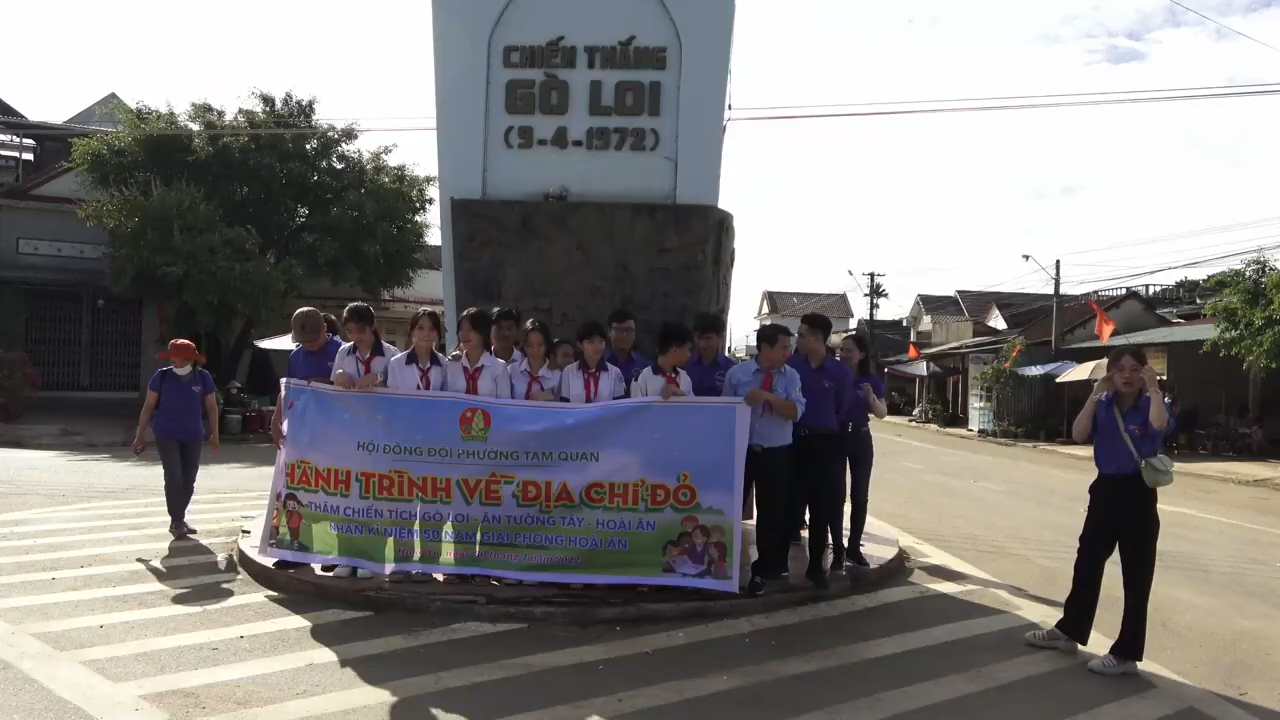 CHIẾN THẮNG
GÒ LOI
(9-4-1972)
HỘI ĐỒNG ĐỘI PHƯỜNG TAM QUAN
HÀNH TRÌNH VỀ ĐỊA CHỈ ĐỎ
THĂM CHIẾN TÍCH GÒ LOI - ÂN TƯỜNG TÂY - HOÀI ÂN
NHÂN KỈ NIỆM 50 NĂM GIẢI PHÓNG HOÀI ÂN